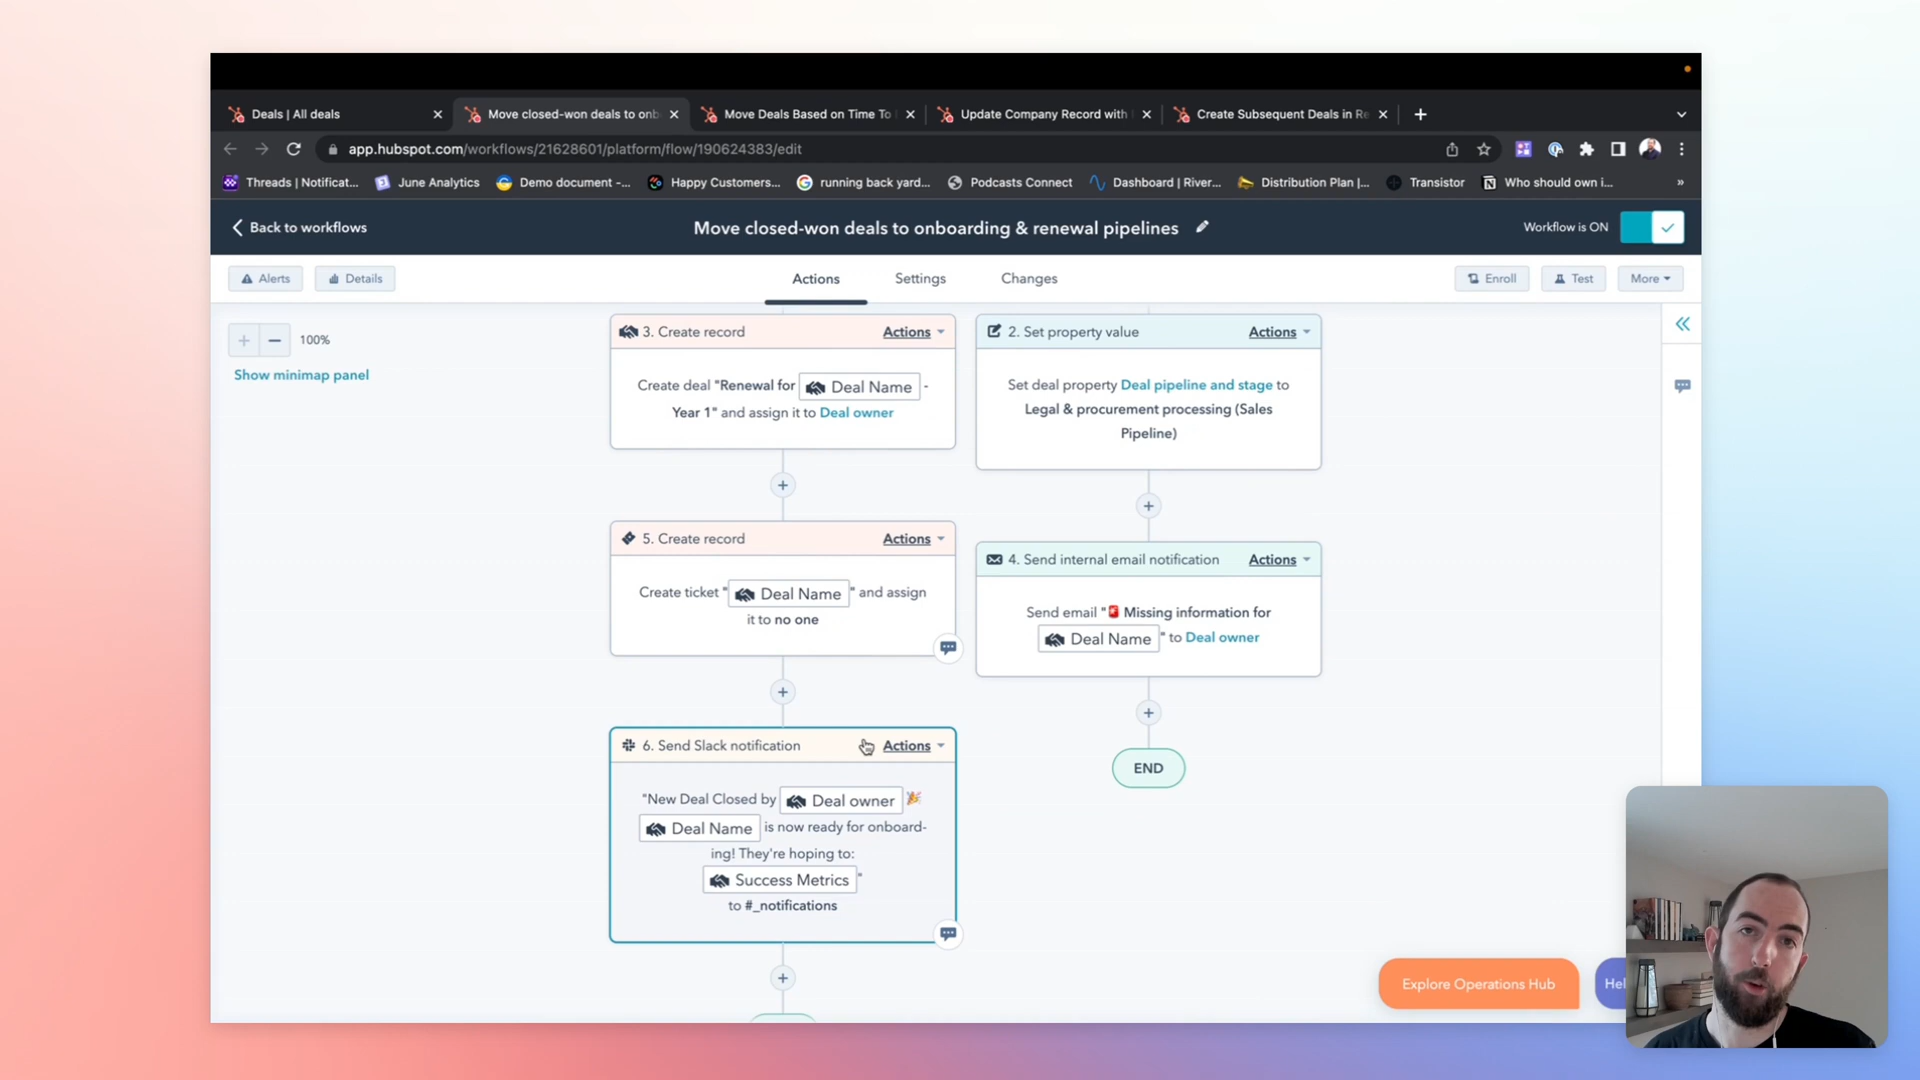 Deals | All deals
Move closed-won deals to onb
Move Deals Based on Time To
Update Company Record with
Create Subsequent Deals in Re
app.hubspot.com/workflows/21628601/platform/flow/190624383/edit
Threads | Notificat...
June Analytics
Demo document -...
Happy Customers...
running back yard...
Podcasts Connect
Dashboard | River...
Distribution Plan |...
Transistor
Who should own i...
»
Back to workflows
Move closed-won deals to onboarding & renewal pipelines
Workflow is ON
Alerts
Details
Actions
Settings
Changes
Enroll
Test
More
100%
Show minimap panel
3. Create record
Actions
Create deal "Renewal for Deal Name -
Year 1" and assign it to Deal owner
2. Set property value
Actions
Set deal property Deal pipeline and stage to
Legal & procurement processing (Sales
Pipeline)
5. Create record
Actions
Create ticket " Deal Name " and assign
it to no one
4. Send internal email notification
Actions
Send email "🚨 Missing information for
Deal Name " to Deal owner
END
6. Send Slack notification
Actions
"New Deal Closed by Deal owner 🎉
Deal Name is now ready for onboard-
ing! They're hoping to:
Success Metrics "
to #_notifications
Explore Operations Hub
Hel